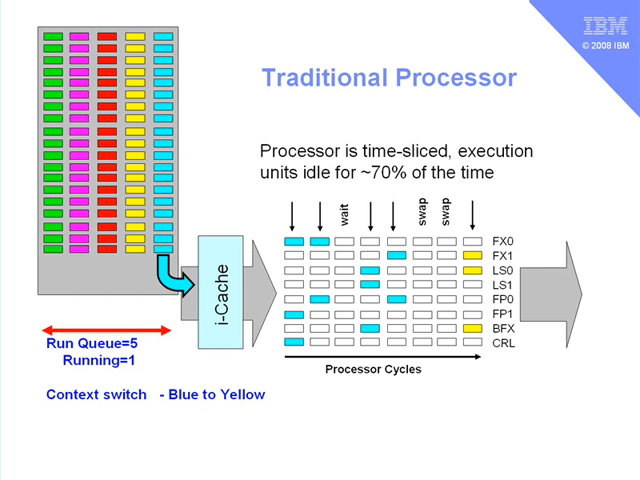 IBM
© 2008 IBM
Traditional Processor
Processor is time-sliced, execution
units idle for ~70% of the time
wait
swap
swap
FX0
FX1
LS0
LS1
FP0
FP1
BFX
CRL
i-Cache
Processor Cycles
Run Queue=5
Running=1
Context switch - Blue to Yellow